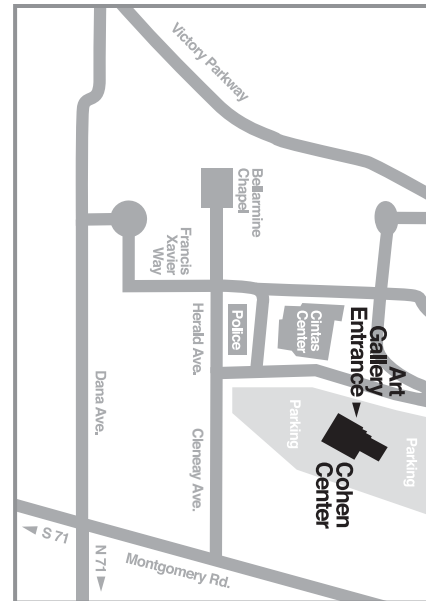 Victory Parkway
Bellarmine
Chapel
Francis
Xavier
Way
Herald Ave.
Police
Cintas
Center
Art
Gallery
Entrance
Parking
Parking
Cohen
Center
Dana Ave.
Cleneay Ave.
S 71
N 71
Montgomery Rd.